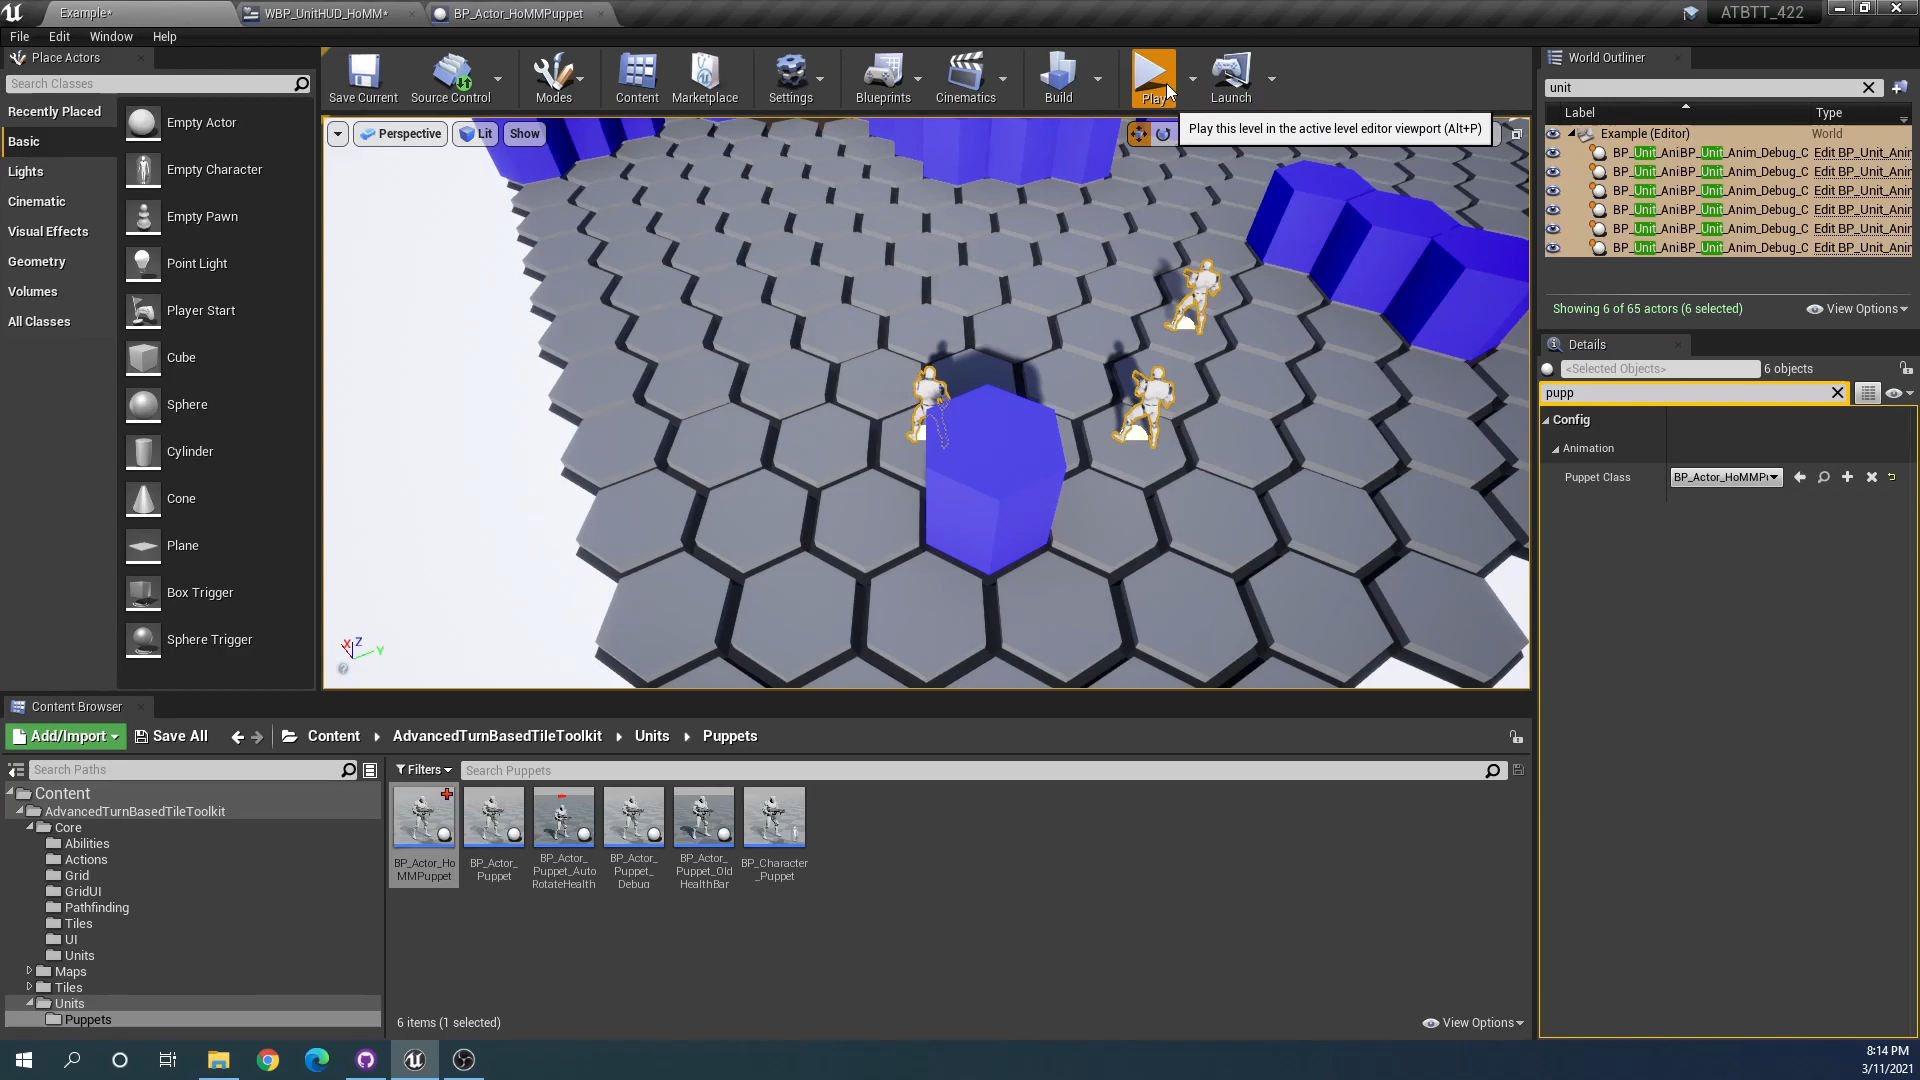 Example*
WBP_UnitHUD_HoMM*
BP_Actor_HoMMPuppet
ATBTT_422
File
Edit
Window
Help
Place Actors
Search Classes
Recently Placed
Basic
Lights
Cinematic
Visual Effects
Geometry
Volumes
All Classes
Empty Actor
Empty Character
Empty Pawn
Point Light
Player Start
Cube
Sphere
Cylinder
Cone
Plane
Box Trigger
Sphere Trigger
Save Current
Source Control
Modes
Content
Marketplace
Settings
Blueprints
Cinematics
Build
Play
Launch
Perspective
Lit
Show
Play this level in the active level editor viewport (Alt+P)
X
Z
Y
World Outliner
unit
Label
Type
Example (Editor)
World
BP_Unit_AniBP_Unit_Anim_Debug_C
Edit BP_Unit_Anim
BP_Unit_AniBP_Unit_Anim_Debug_C
Edit BP_Unit_Anim
BP_Unit_AniBP_Unit_Anim_Debug_C
Edit BP_Unit_Anim
BP_Unit_AniBP_Unit_Anim_Debug_C
Edit BP_Unit_Anim
BP_Unit_AniBP_Unit_Anim_Debug_C
Edit BP_Unit_Anim
BP_Unit_AniBP_Unit_Anim_Debug_C
Edit BP_Unit_Anim
Showing 6 of 65 actors (6 selected)
View Options
Details
<Selected Objects>
6 objects
pupp
Config
Animation
Puppet Class
BP_Actor_HoMMP
Content Browser
Add/Import
Save All
Content
AdvancedTurnBasedTileToolkit
Units
Puppets
Search Paths
Filters
Search Puppets
Content
AdvancedTurnBasedTileToolkit
Core
Abilities
Actions
Grid
GridUI
Pathfinding
Tiles
UI
Units
Maps
Tiles
Units
Puppets
BP_Actor_Ho
MMPuppet
BP_Actor_
Puppet
BP_Actor_
Puppet_Auto
RotateHealth
BP_Actor_
Puppet_
Debug
BP_Actor_
Puppet_Old
HealthBar
BP_Character
_Puppet
6 items (1 selected)
View Options
8:14 PM
3/11/2021